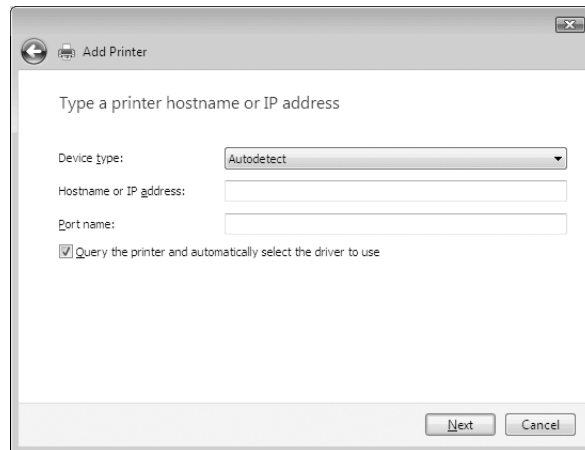 Add Printer
Type a printer hostname or IP address
Device type: Autodetect
Hostname or IP address:
Port name:
Query the printer and automatically select the driver to use
Next Cancel